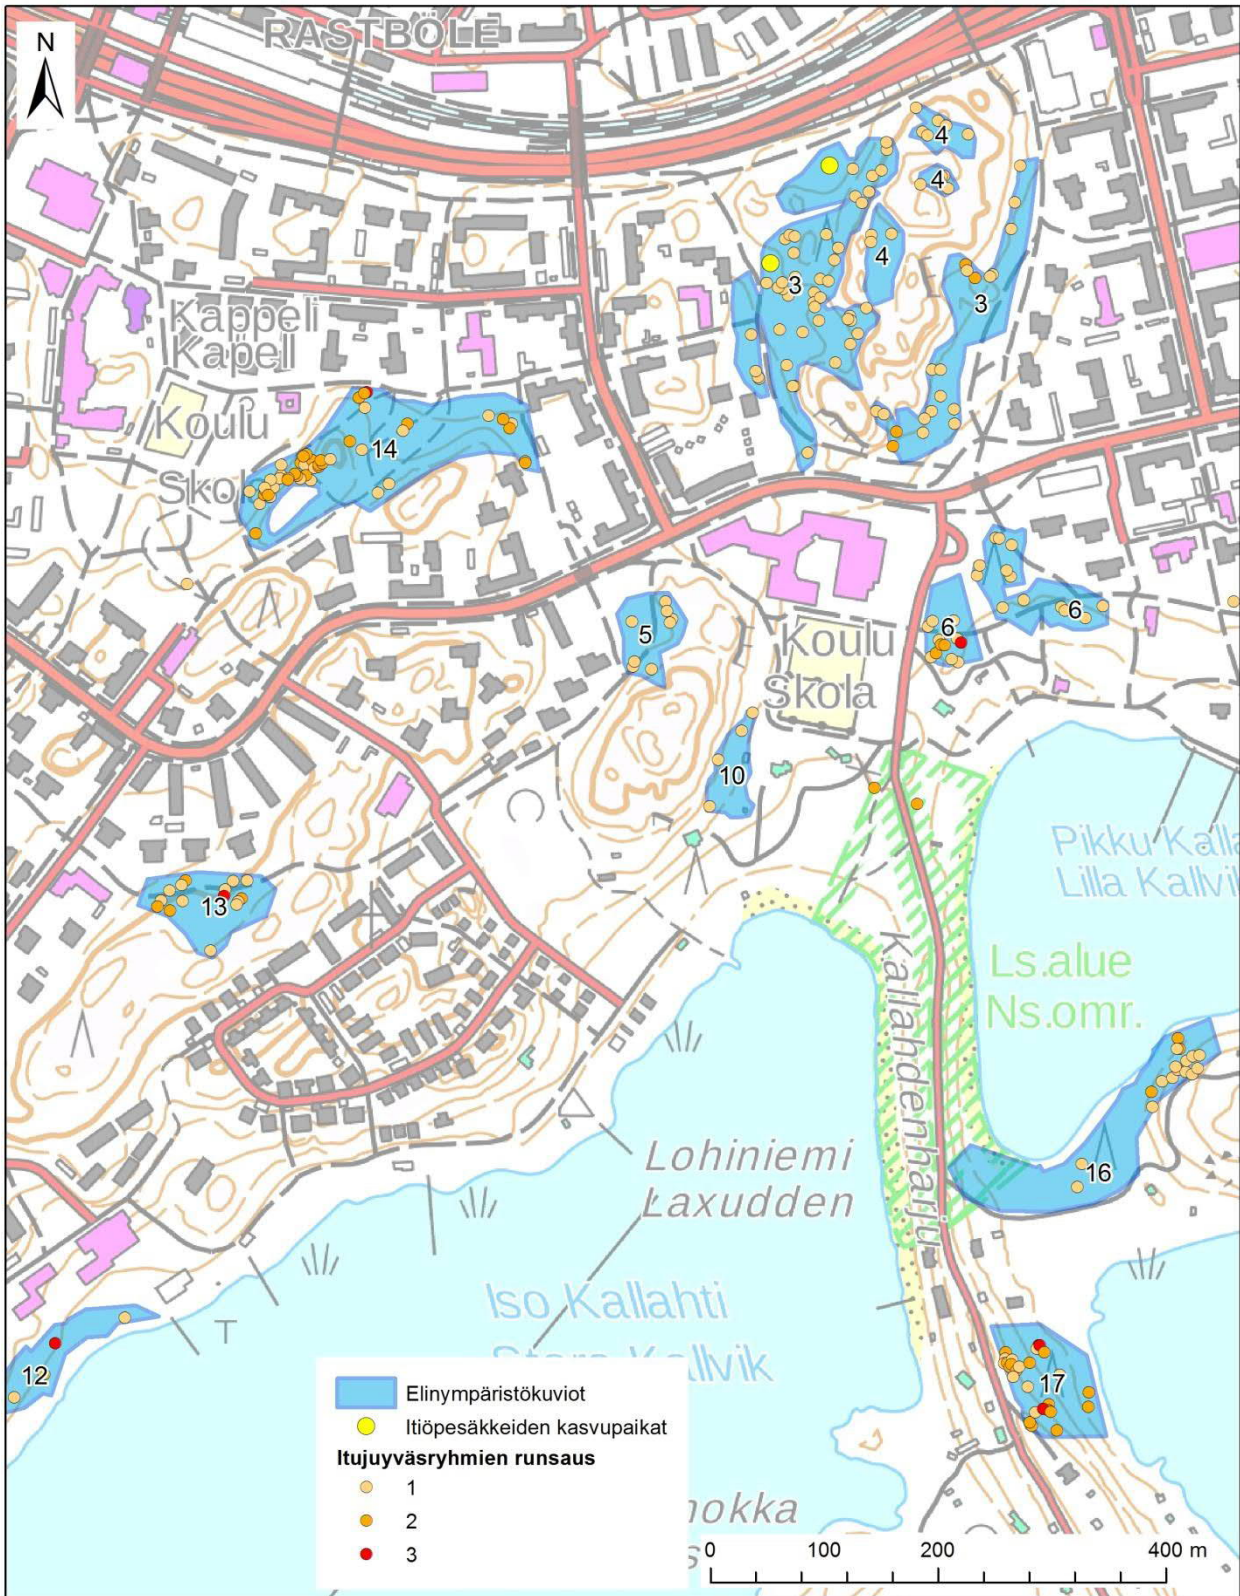 RASTBÖLE
N
4
4
4
3
3
Kappeli
Kapell
Koulu
Skol
14
5
6
6
Koulu
Skola
10
13
Pikku Kalla
Lilla Kallvik
Ls.alue
Ns.omr.
Kallahdenharju
16
Lohiniemi
Laxudden
Iso Kallahti
Stora Kallvik
T
12
17
Elinympäristökuviot
Itiöpesäkkeiden kasvupaikat
Itujuyväsryhmien runsaus
1
2
3
nokka
s
0 100 200 400 m